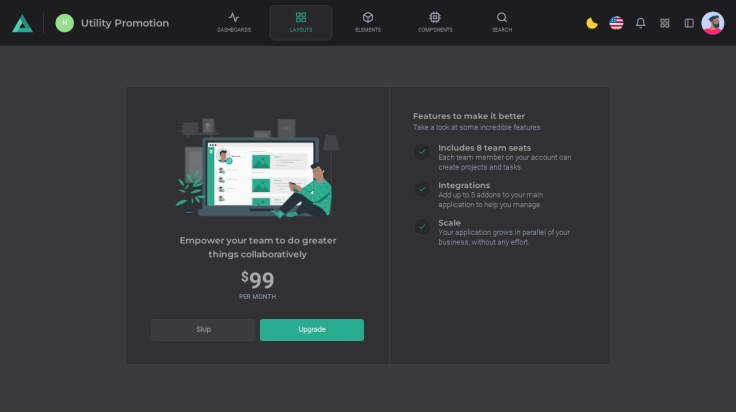 H
Utility Promotion
DASHBOARDS
LAYOUTS
ELEMENTS
COMPONENTS
SEARCH
Empower your team to do greater
things collaboratively
$99
PER MONTH
Skip
Upgrade
Features to make it better
Take a look at some incredible features
Includes 8 team seats
Each team member on your account can
create projects and tasks.
Integrations
Add up to 5 addons to your main
application to help you manage.
Scale
Your application grows in parallel of your
business, without any effort.